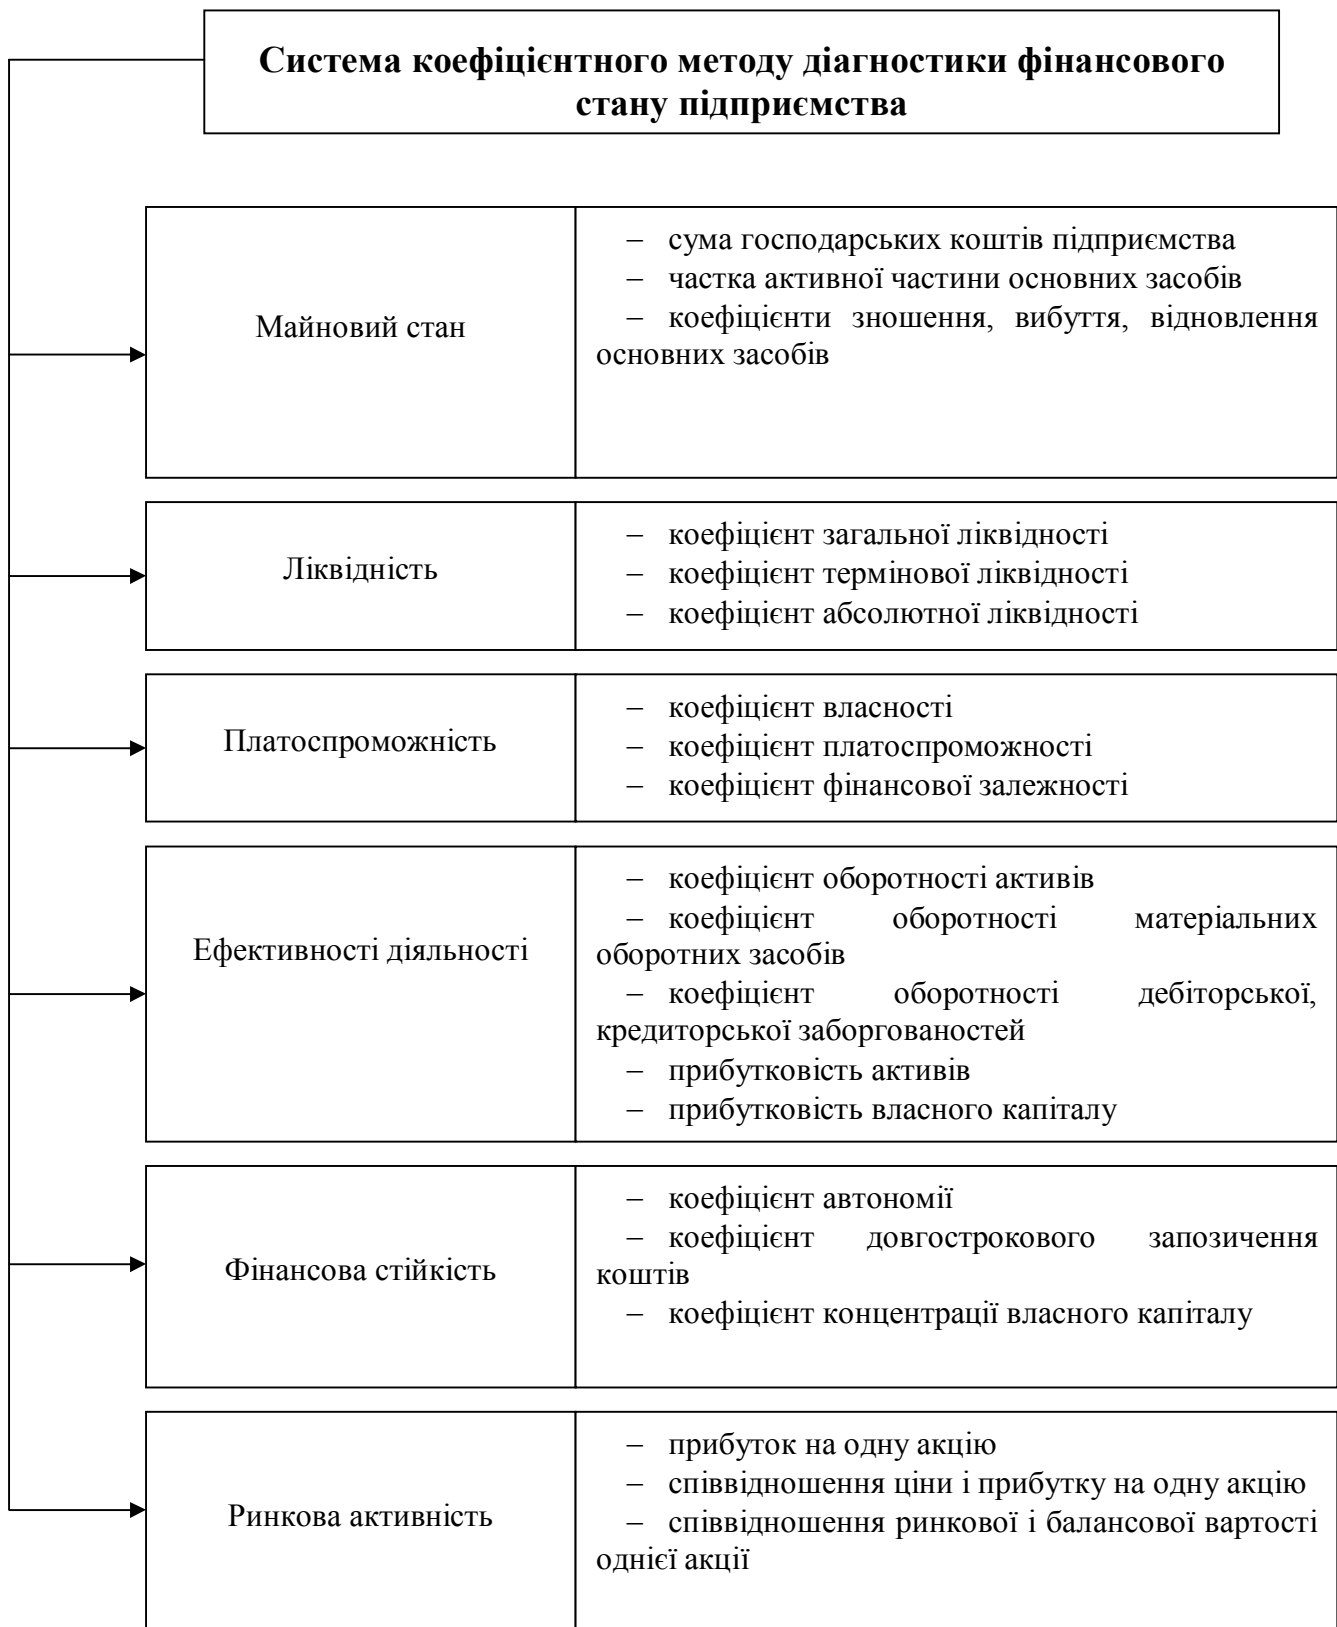 Система коефіцієнтного методу діагностики фінансового
стану підприємства
Майновий стан
– сума господарських коштів підприємства
– частка активної частини основних засобів
– коефіцієнти зношення, вибуття, відновлення
основних засобів
Ліквідність
– коефіцієнт загальної ліквідності
– коефіцієнт термінової ліквідності
– коефіцієнт абсолютної ліквідності
Платоспроможність
– коефіцієнт власності
– коефіцієнт платоспроможності
– коефіцієнт фінансової залежності
Ефективності діяльності
– коефіцієнт оборотності активів
– коефіцієнт оборотності матеріальних
оборотних засобів
– коефіцієнт оборотності дебіторської,
кредиторської заборгованостей
– прибутковість активів
– прибутковість власного капіталу
Фінансова стійкість
– коефіцієнт автономії
– коефіцієнт довгострокового запозичення
коштів
– коефіцієнт концентрації власного капіталу
Ринкова активність
– прибуток на одну акцію
– співвідношення ціни і прибутку на одну акцію
– співвідношення ринкової і балансової вартості
однієї акції